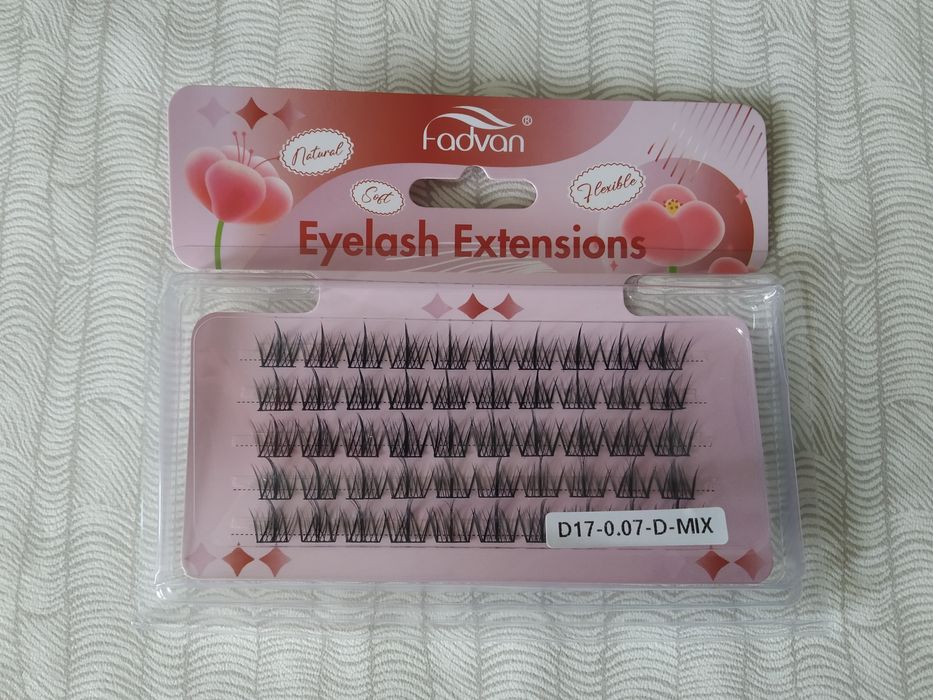 Fadvan®
Natural
Soft
Flexible
Eyelash Extensions
D17-0.07-D-MIX